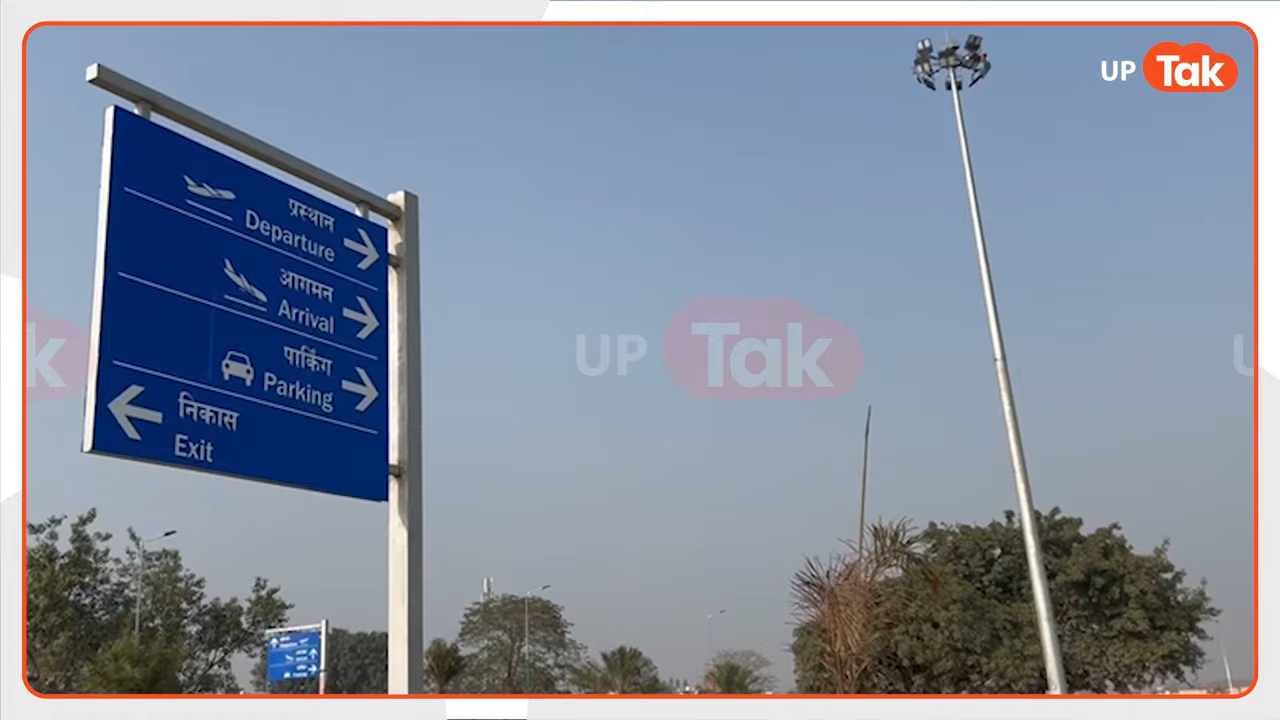 UP Tak
प्रस्थान
Departure
आगमन
Arrival
पार्किंग
Parking
निकास
Exit
UP Tak
k
U